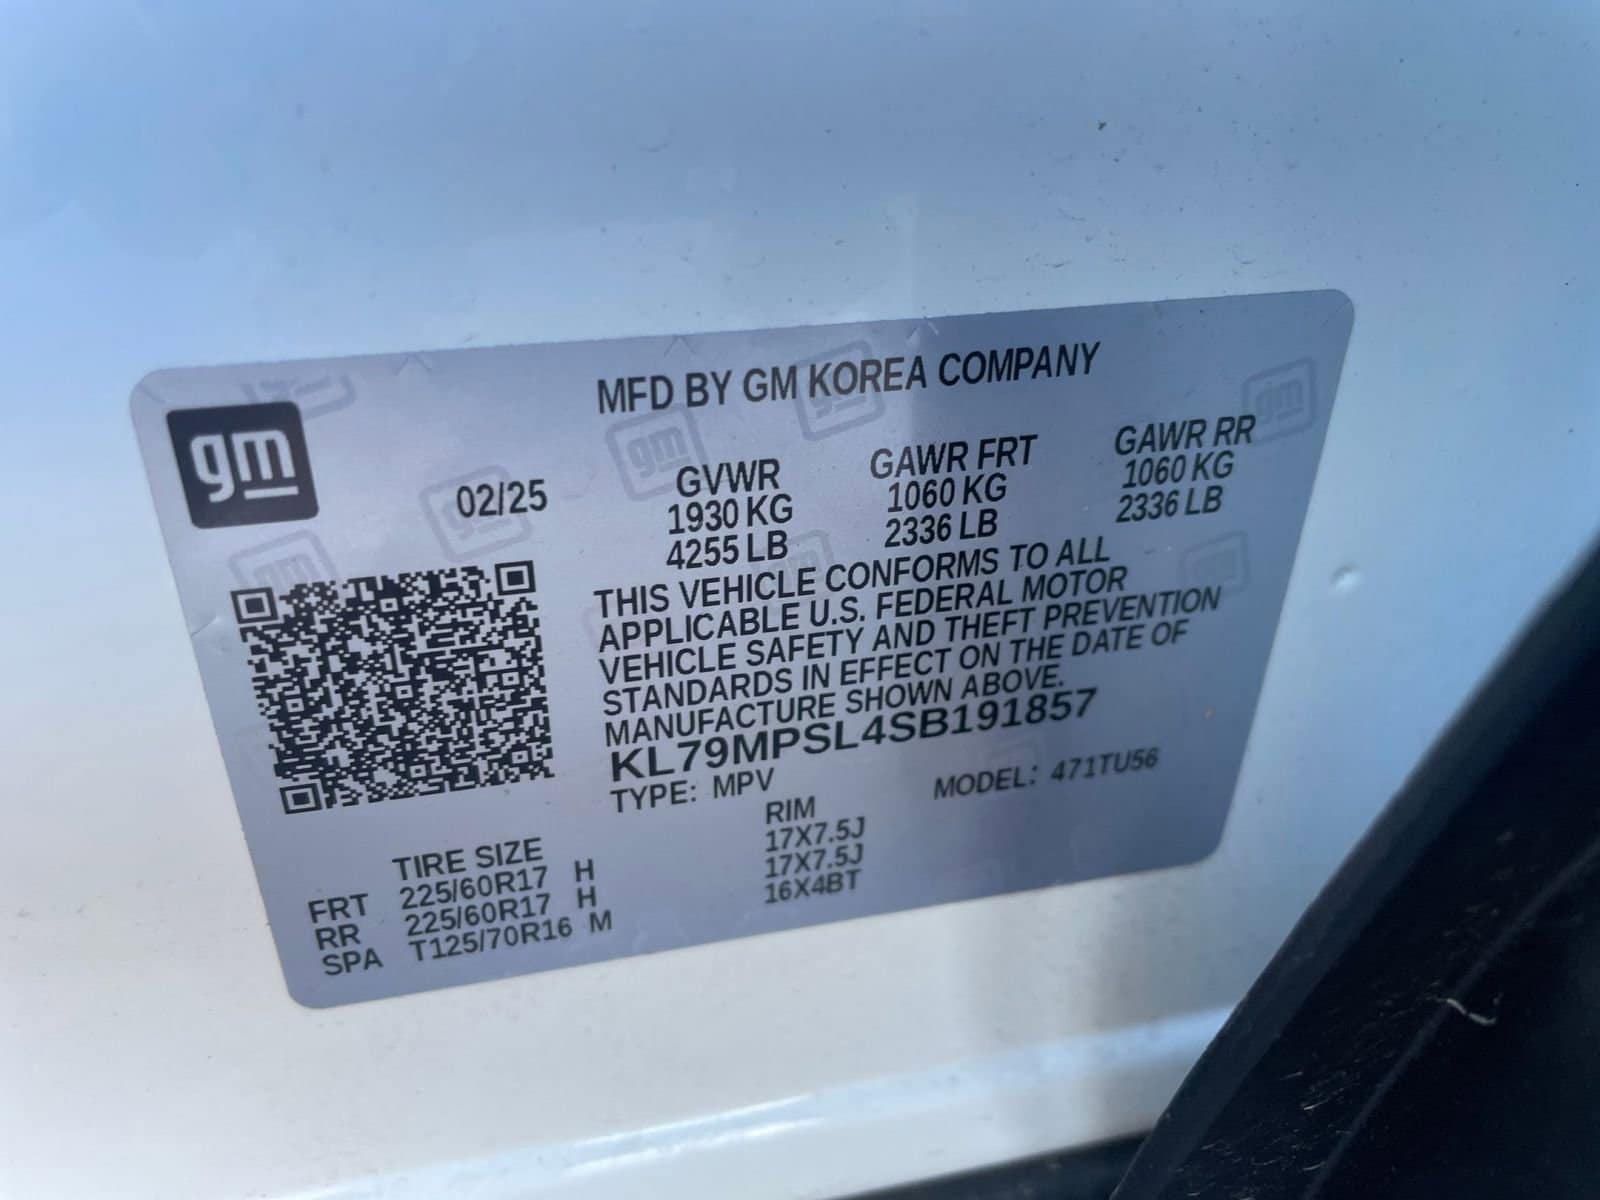 gm
MFD BY GM KOREA COMPANY
02/25
GVWR
1930 KG
4255 LB
GAWR FRT
1060 KG
2336 LB
GAWR RR
1060 KG
2336 LB
THIS VEHICLE CONFORMS TO ALL
APPLICABLE U.S. FEDERAL MOTOR
VEHICLE SAFETY AND THEFT PREVENTION
STANDARDS IN EFFECT ON THE DATE OF
MANUFACTURE SHOWN ABOVE.
KL79MPSL4SB191857
TYPE: MPV MODEL: 471TU56
TIRE SIZE RIM
FRT 225/60R17 H 17X7.5J
RR 225/60R17 H 17X7.5J
SPA T125/70R16 M 16X4BT